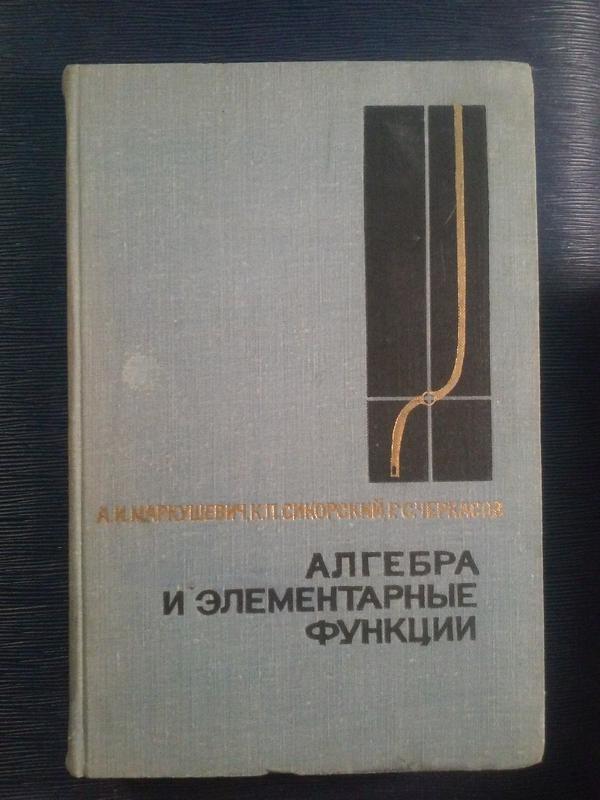 А.И.МАРКУШЕВИЧ, К.П.СИКОРСКИЙ, Р.С.ЧЕРКАСОВ
АЛГЕБРА
И ЭЛЕМЕНТАРНЫЕ
ФУНКЦИИ